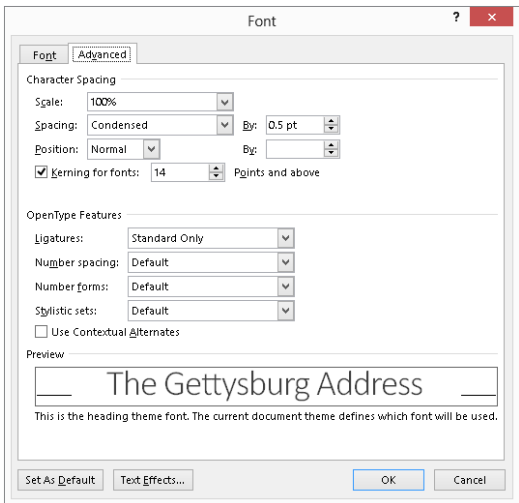 Font ? ×
Font Advanced
Character Spacing
Scale: 100%
Spacing: Condensed By: 0.5 pt
Position: Normal By:
Kerning for fonts: 14 Points and above
OpenType Features
Ligatures: Standard Only
Number spacing: Default
Number forms: Default
Stylistic sets: Default
Use Contextual Alternates
Preview
The Gettysburg Address
This is the heading theme font. The current document theme defines which font will be used.
Set As Default Text Effects... OK Cancel